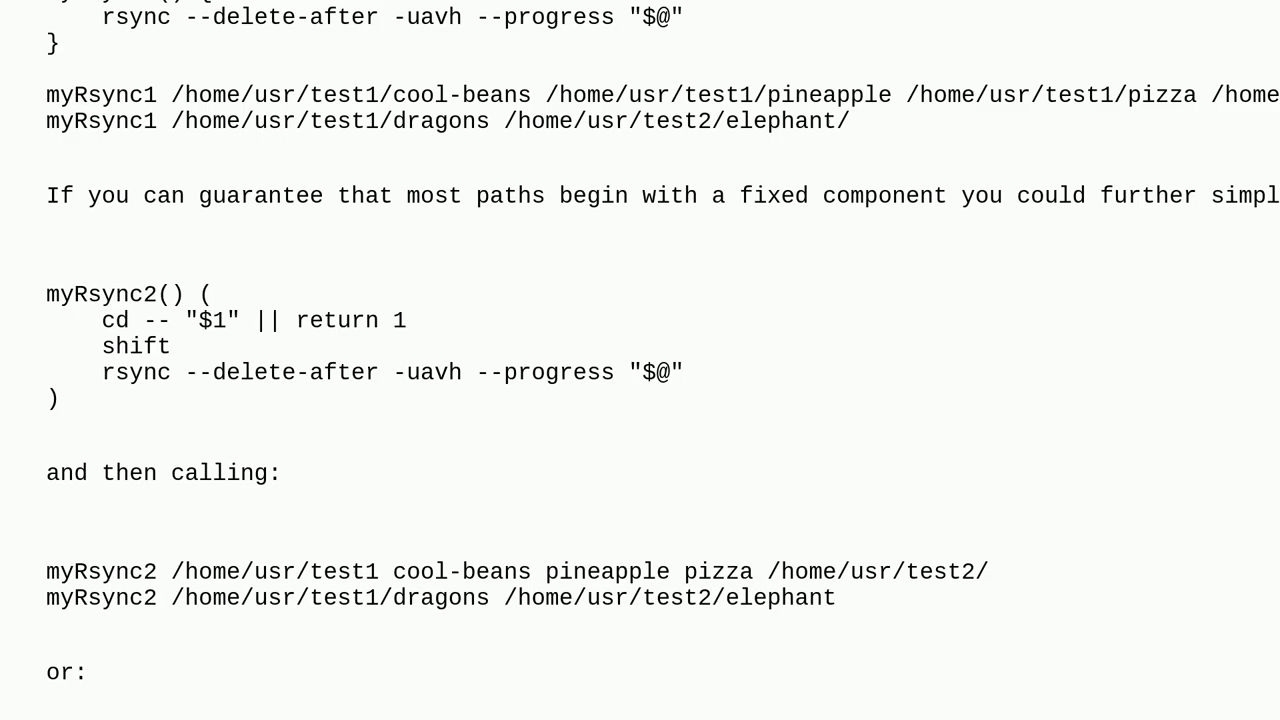 rsync --delete-after -uavh --progress "$@"
}
myRsync1 /home/usr/test1/cool-beans /home/usr/test1/pineapple /home/usr/test1/pizza /home
myRsync1 /home/usr/test1/dragons /home/usr/test2/elephant/
If you can guarantee that most paths begin with a fixed component you could further simpl
myRsync2() (
cd -- "$1" || return 1
shift
rsync --delete-after -uavh --progress "$@"
)
and then calling:
myRsync2 /home/usr/test1 cool-beans pineapple pizza /home/usr/test2/
myRsync2 /home/usr/test1/dragons /home/usr/test2/elephant
or: